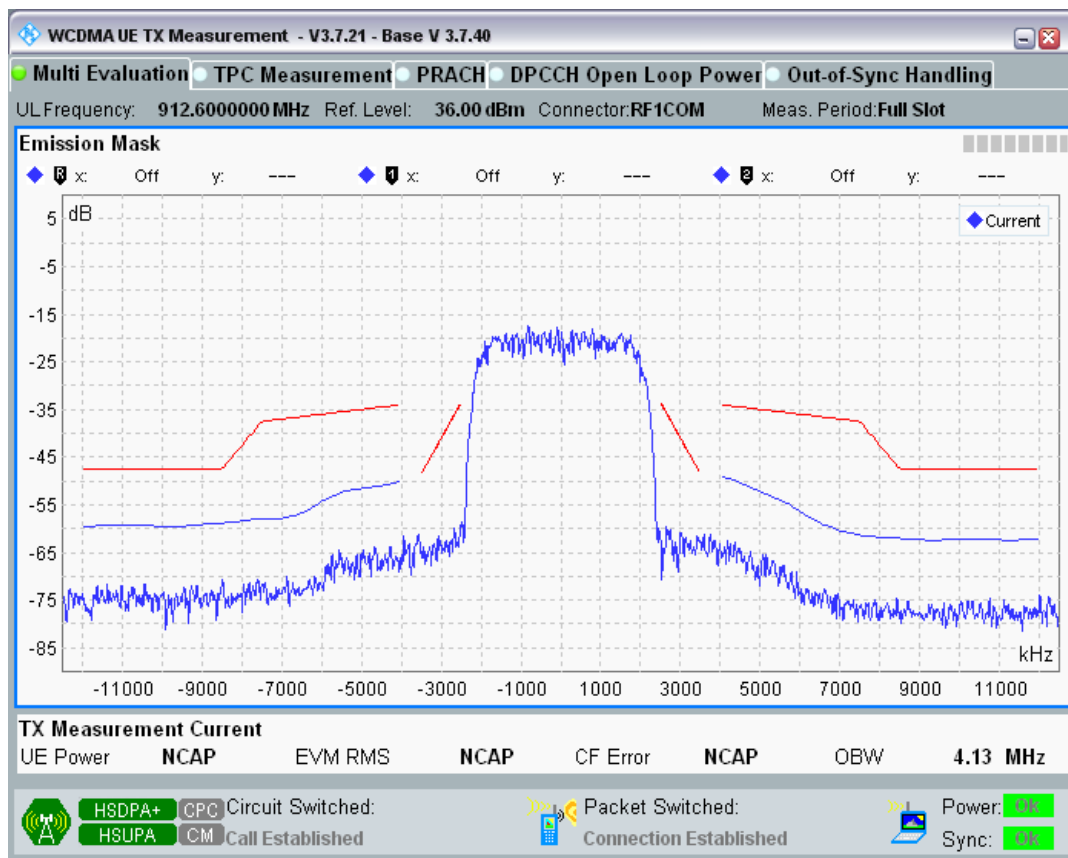 WCDMA UE TX Measurement - V3.7.21 - Base V 3.7.40
Multi Evaluation TPC Measurement PRACH DPCCH Open Loop Power Out-of-Sync Handling
UL Frequency: 912.6000000 MHz Ref. Level: 36.00 dBm Connector:RF1COM Meas. Period:Full Slot
Emission Mask
R x: Off y: --- 1 x: Off y: --- 2 x: Off y: ---
dB
Current
5
-5
-15
-25
-35
-45
-55
-65
-75
-85
kHz
-11000 -9000 -7000 -5000 -3000 -1000 1000 3000 5000 7000 9000 11000
TX Measurement Current
UE Power NCAP EVM RMS NCAP CF Error NCAP OBW 4.13 MHz
HSDPA+ CPC Circuit Switched: Packet Switched: Power: Ok
HSUPA CM Call Established Connection Established Sync: Ok